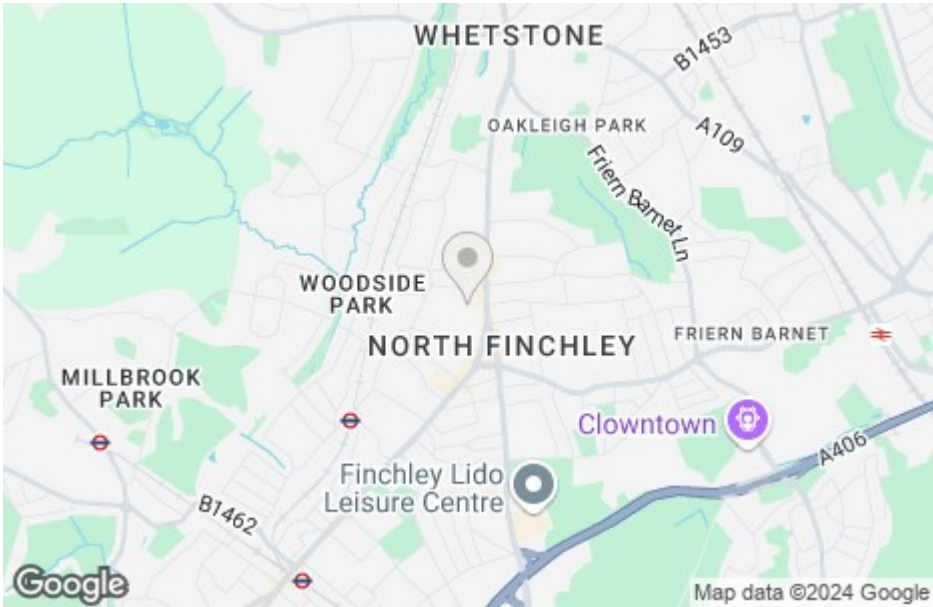 WHETSTONE
B1453
OAKLEIGH PARK
A109
Friern Barnet Ln
WOODSIDE
PARK
NORTH FINCHLEY
FRIERN BARNET
MILLBROOK
PARK
Clowntown
A406
Finchley Lido
Leisure Centre
B1462
Google
Map data ©2024 Google